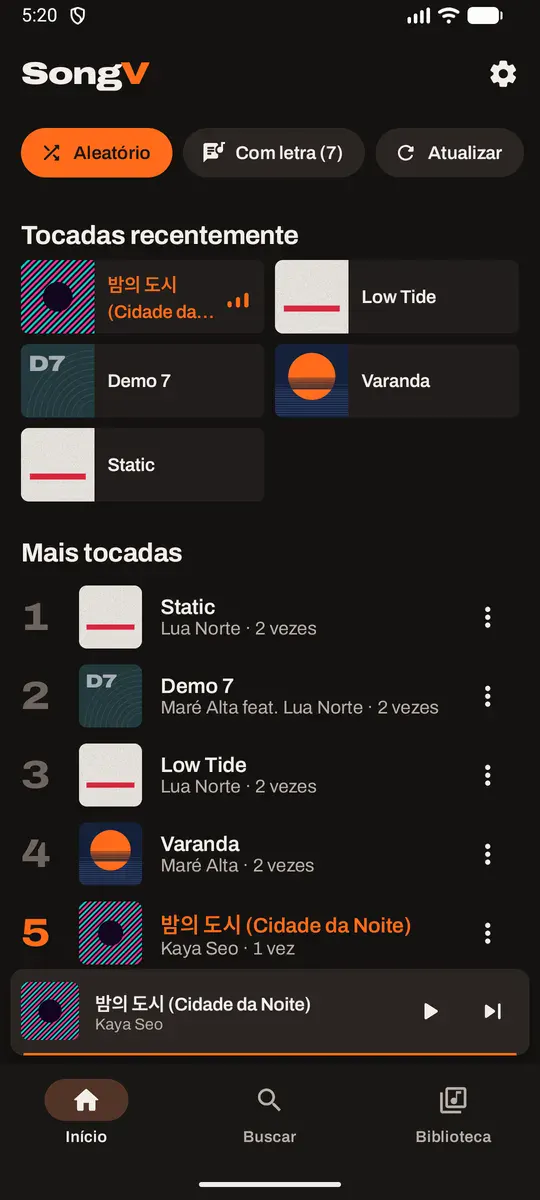 5:20
SongV
Aleatório
Com letra (7)
Atualizar
Tocadas recentemente
밤의 도시
(Cidade da...
Low Tide
D7
Demo 7
Varanda
Static
Mais tocadas
1
Static
Lua Norte · 2 vezes
2
D7
Demo 7
Maré Alta feat. Lua Norte · 2 vezes
3
Low Tide
Lua Norte · 2 vezes
4
Varanda
Maré Alta · 2 vezes
5
밤의 도시 (Cidade da Noite)
Kaya Seo · 1 vez
밤의 도시 (Cidade da Noite)
Kaya Seo
Início
Buscar
Biblioteca